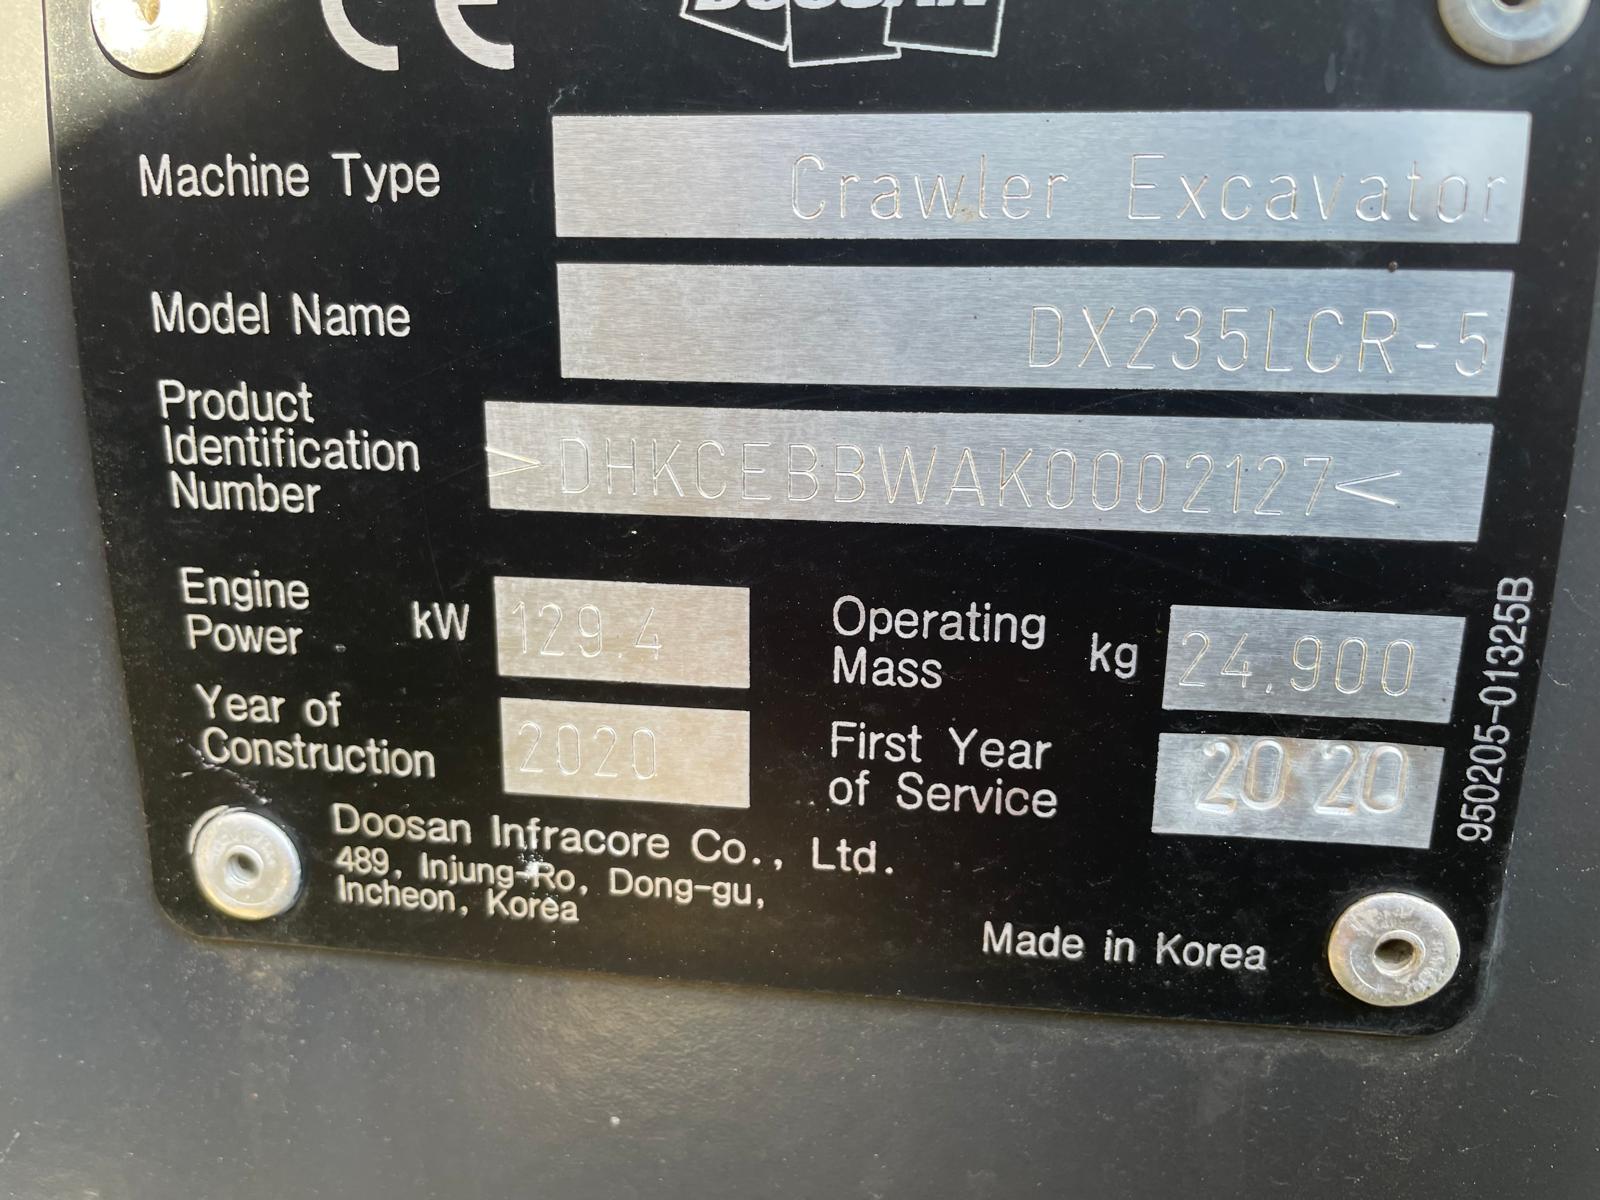 CE DOOSAN
Machine Type Crawler Excavator
Model Name DX235LCR-5
Product
Identification
Number >DHKCEBBWAK0002127<
Engine
Power kW 129.4
Operating
Mass kg 24,900
Year of
Construction 2020
First Year
of Service 2020
950205-01325B
Doosan Infracore Co., Ltd.
489, Injung-Ro, Dong-gu,
Incheon, Korea
Made in Korea